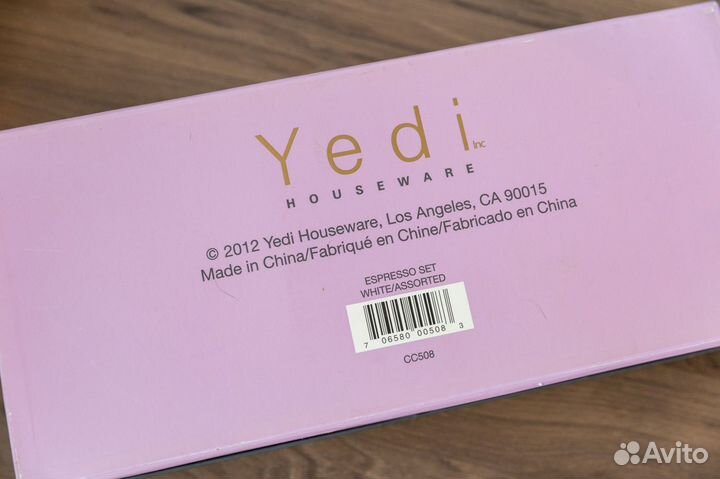 Yedi Inc
HOUSEWARE
© 2012 Yedi Houseware, Los Angeles, CA 90015
Made in China/Fabriqué en Chine/Fabricado en China
ESPRESSO SET
WHITE/ASSORTED
7 06580 00508 3
CC508
Avito